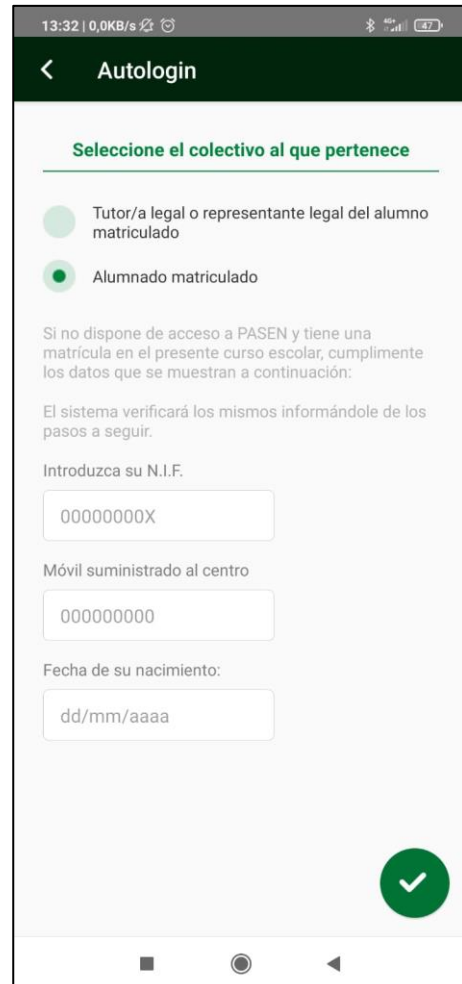 13:32 | 0,0KB/s
4G+
47
Autologin
Seleccione el colectivo al que pertenece
Tutor/a legal o representante legal del alumno
matriculado
Alumnado matriculado
Si no dispone de acceso a PASEN y tiene una
matrícula en el presente curso escolar, cumplimente
los datos que se muestran a continuación:
El sistema verificará los mismos informándole de los
pasos a seguir.
Introduzca su N.I.F.
00000000X
Móvil suministrado al centro
000000000
Fecha de su nacimiento:
dd/mm/aaaa